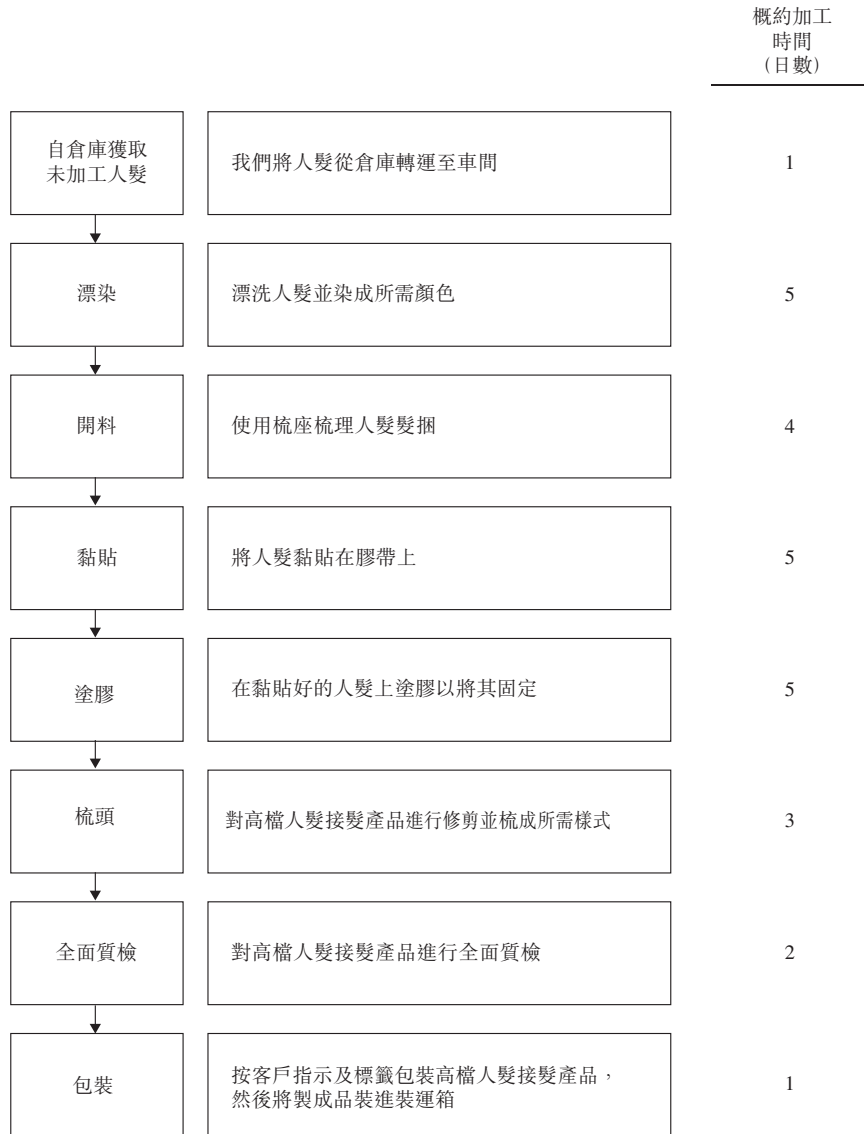 概約加工
時間
（日數）
自倉庫獲取
未加工人髮
我們將人髮從倉庫轉運至車間
1
漂染
漂洗人髮並染成所需顏色
5
開料
使用梳座梳理人髮髮捆
4
黏貼
將人髮黏貼在膠帶上
5
塗膠
在黏貼好的人髮上塗膠以將其固定
5
梳頭
對高檔人髮接髮產品進行修剪並梳成所需樣式
3
全面質檢
對高檔人髮接髮產品進行全面質檢
2
包裝
按客戶指示及標籤包裝高檔人髮接髮產品，
然後將製成品裝進裝運箱
1